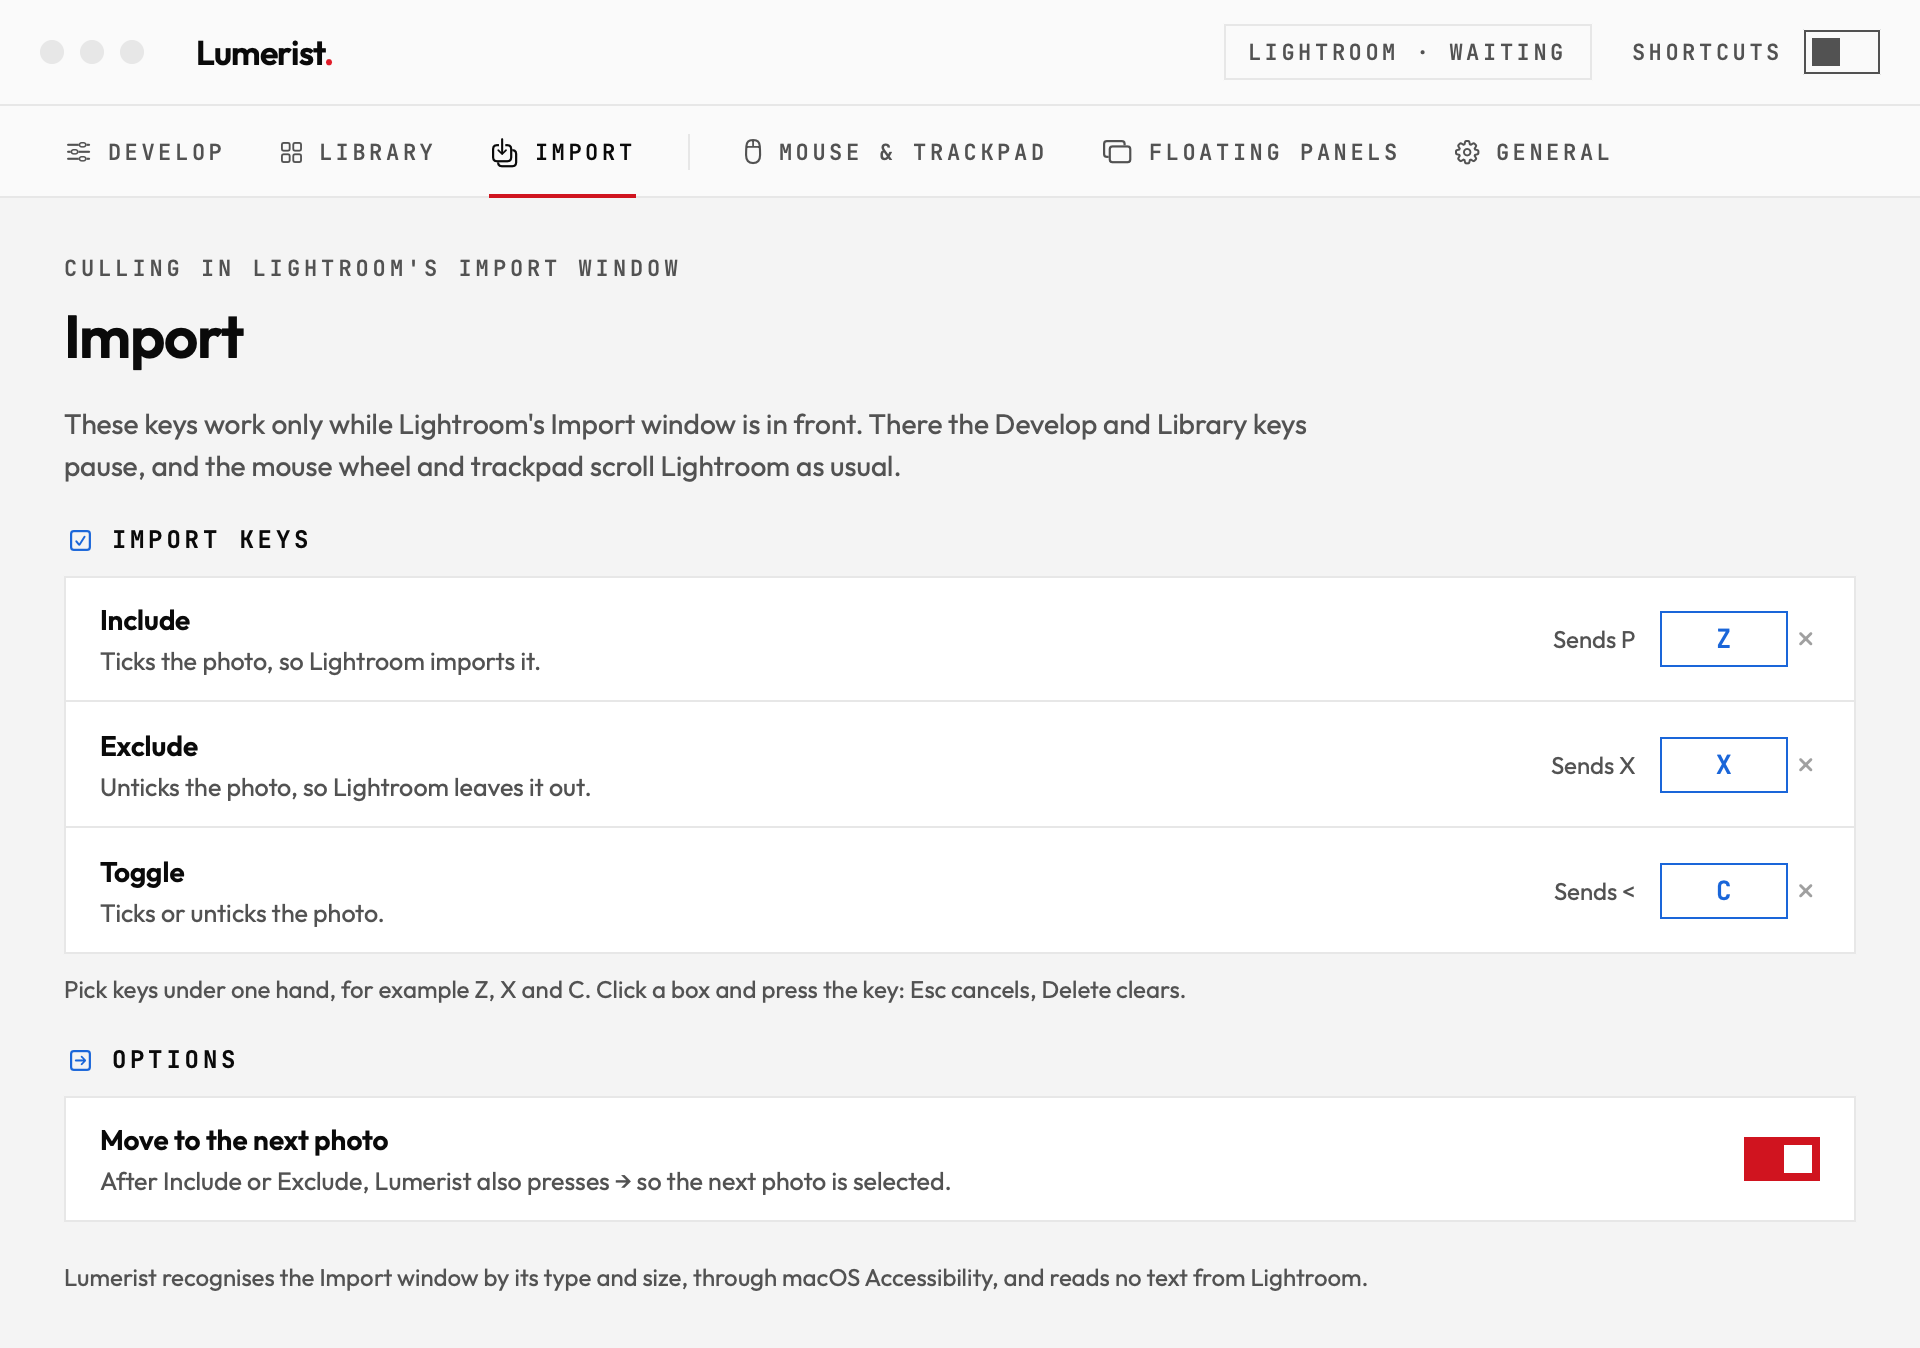 Lumerist.
LIGHTROOM · WAITING
SHORTCUTS
DEVELOP
LIBRARY
IMPORT
MOUSE & TRACKPAD
FLOATING PANELS
GENERAL
CULLING IN LIGHTROOM'S IMPORT WINDOW
Import
These keys work only while Lightroom's Import window is in front. There the Develop and Library keys
pause, and the mouse wheel and trackpad scroll Lightroom as usual.
IMPORT KEYS
Include
Ticks the photo, so Lightroom imports it.
Sends P
Z
×
Exclude
Unticks the photo, so Lightroom leaves it out.
Sends X
X
×
Toggle
Ticks or unticks the photo.
Sends <
C
×
Pick keys under one hand, for example Z, X and C. Click a box and press the key: Esc cancels, Delete clears.
OPTIONS
Move to the next photo
After Include or Exclude, Lumerist also presses → so the next photo is selected.
Lumerist recognises the Import window by its type and size, through macOS Accessibility, and reads no text from Lightroom.